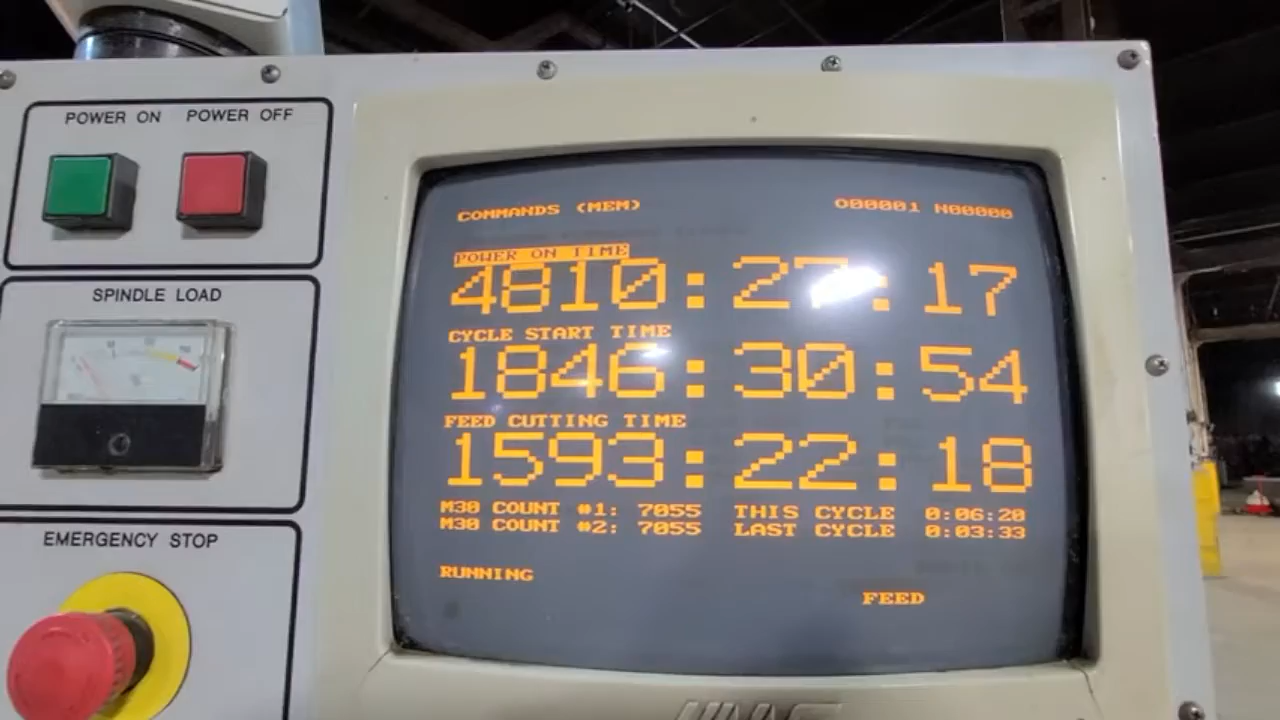 POWER ON POWER OFF
SPINDLE LOAD
EMERGENCY STOP
COMMANDS (MEM) O00001 N00000
POWER ON TIME
4810:27:17
CYCLE START TIME
1846:30:54
FEED CUTTING TIME
1593:22:18
M30 COUNT #1: 7055 THIS CYCLE 0:06:20
M30 COUNT #2: 7055 LAST CYCLE 0:03:33
RUNNING
FEED